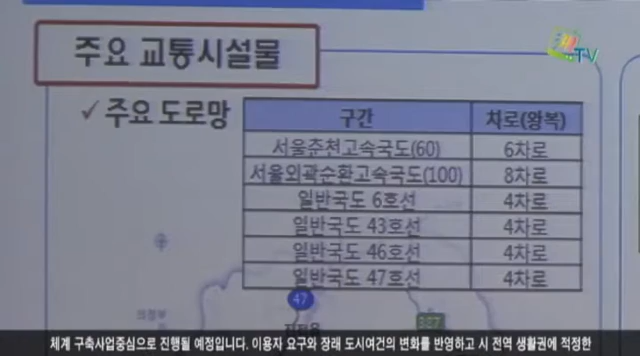 주요 교통시설물
TV
✓ 주요 도로망
구간 차로(왕복)
서울춘천고속국도(60) 6차로
서울외곽순환고속국도(100) 8차로
일반국도 6호선 4차로
일반국도 43호선 4차로
일반국도 46호선 4차로
일반국도 47호선 4차로
47
의정부
체계 구축사업중심으로 진행될 예정입니다. 이용자 요구와 장래 도시여건의 변화를 반영하고 시 전역 생활권에 적정한